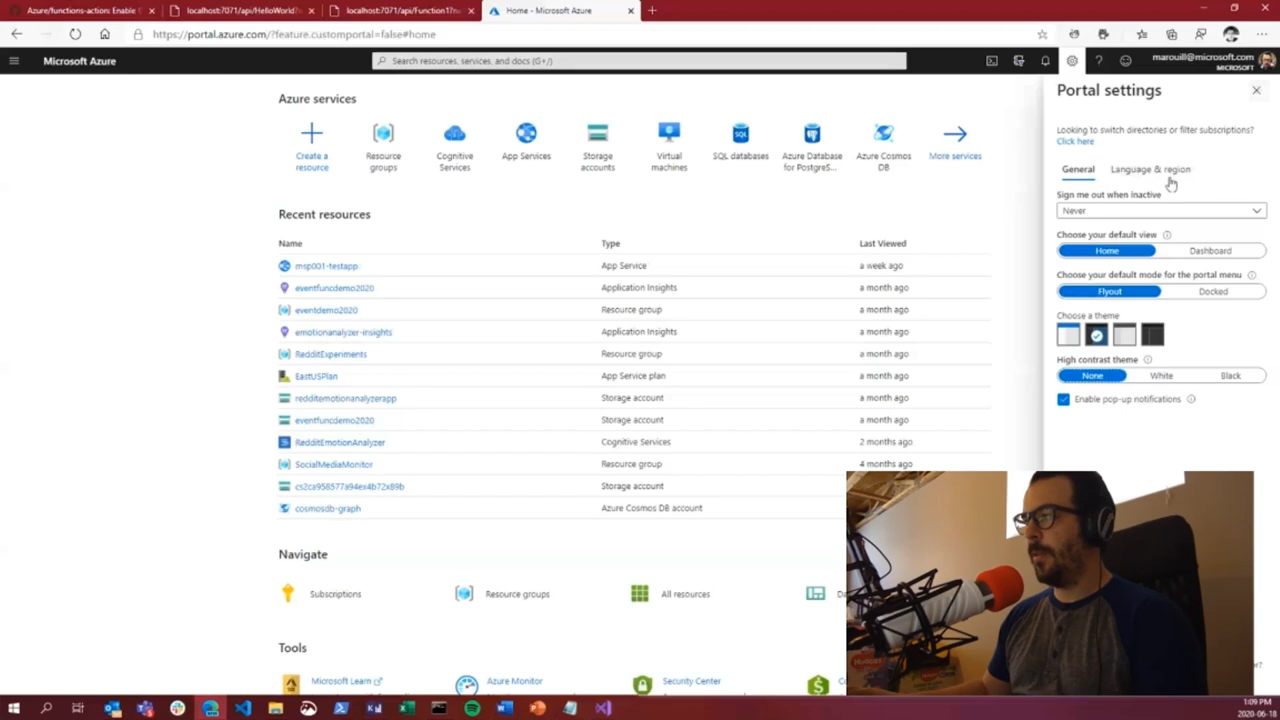 Azure/functions-action: Enable G
localhost:7071/api/HelloWorld?n
localhost:7071/api/Function1?na
Home - Microsoft Azure
https://portal.azure.com/?feature.customportal=false#home
Microsoft Azure
Search resources, services, and docs (G+/)
marouill@microsoft.com
MICROSOFT
Azure services
Create a resource
Resource groups
Cognitive Services
App Services
Storage accounts
Virtual machines
SQL databases
Azure Database for PostgreS...
Azure Cosmos DB
More services
Recent resources
Name Type Last Viewed
msp001-testapp App Service a week ago
eventfuncdemo2020 Application Insights a month ago
eventdemo2020 Resource group a month ago
emotionanalyzer-insights Application Insights a month ago
RedditExperiments Resource group a month ago
EastUSPlan App Service plan a month ago
redditemotionanalyzerapp Storage account a month ago
eventfuncdemo2020 Storage account a month ago
RedditEmotionAnalyzer Cognitive Services 2 months ago
SocialMediaMonitor Resource group 4 months ago
cs2ca958577a94ex4b72x89b Storage account
cosmosdb-graph Azure Cosmos DB account
Navigate
Subscriptions
Resource groups
All resources
Tools
Microsoft Learn
Azure Monitor
Security Center
Portal settings
Looking to switch directories or filter subscriptions?
Click here
General Language & region
Sign me out when inactive
Never
Choose your default view
Home Dashboard
Choose your default mode for the portal menu
Flyout Docked
Choose a theme
High contrast theme
None White Black
Enable pop-up notifications
1:09 PM
2020-06-18